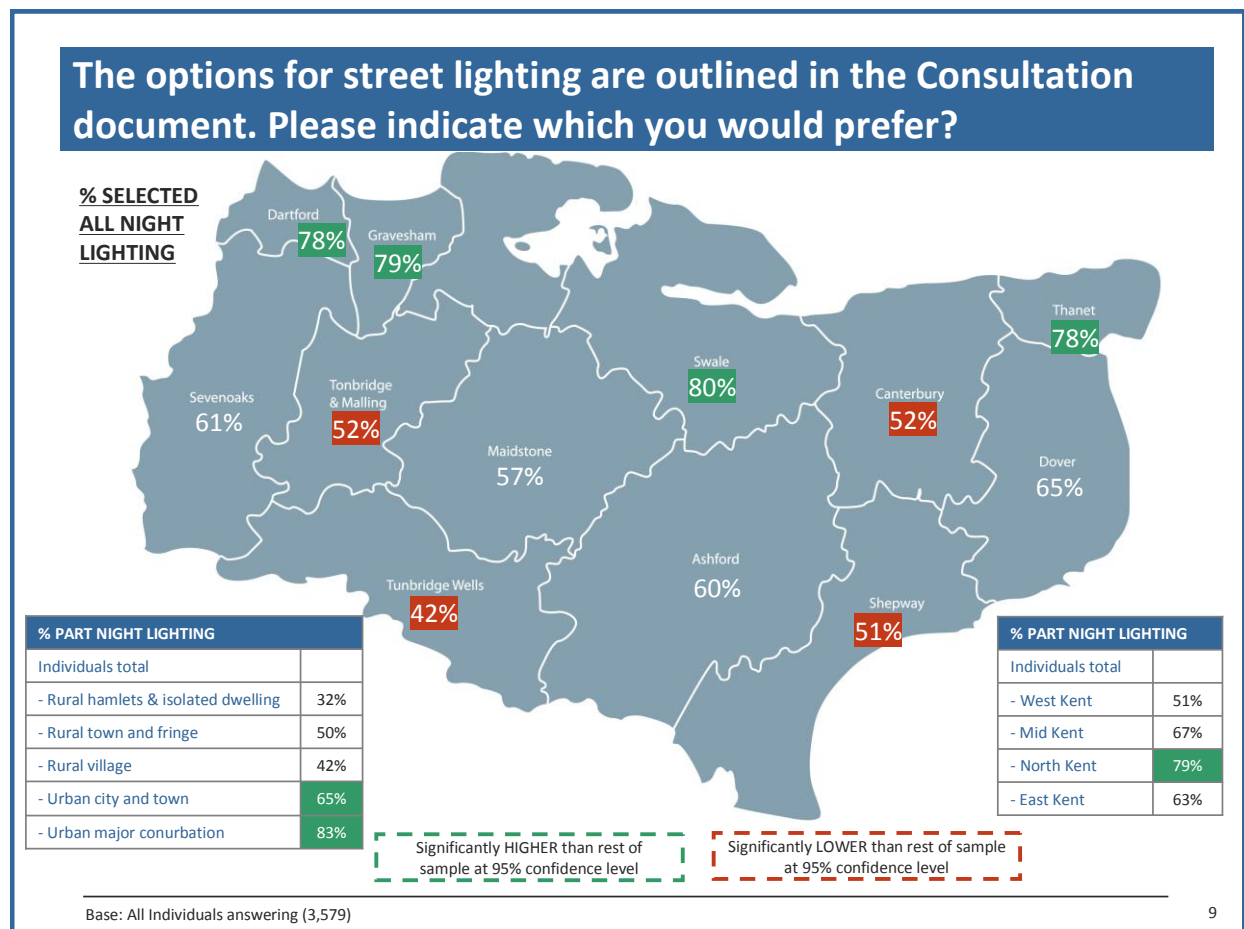 The options for street lighting are outlined in the Consultation
document. Please indicate which you would prefer?
% SELECTED
ALL NIGHT
LIGHTING
Dartford
78%
Gravesham
79%
Thanet
78%
Swale
80%
Sevenoaks
61%
Tonbridge
& Malling
52%
Canterbury
52%
Maidstone
57%
Dover
65%
Ashford
60%
Tunbridge Wells
42%
Shepway
51%
% PART NIGHT LIGHTING
Individuals total
- Rural hamlets & isolated dwelling 32%
- Rural town and fringe 50%
- Rural village 42%
- Urban city and town 65%
- Urban major conurbation 83%
% PART NIGHT LIGHTING
Individuals total
- West Kent 51%
- Mid Kent 67%
- North Kent 79%
- East Kent 63%
Significantly HIGHER than rest of
sample at 95% confidence level
Significantly LOWER than rest of sample
at 95% confidence level
Base: All Individuals answering (3,579)
9